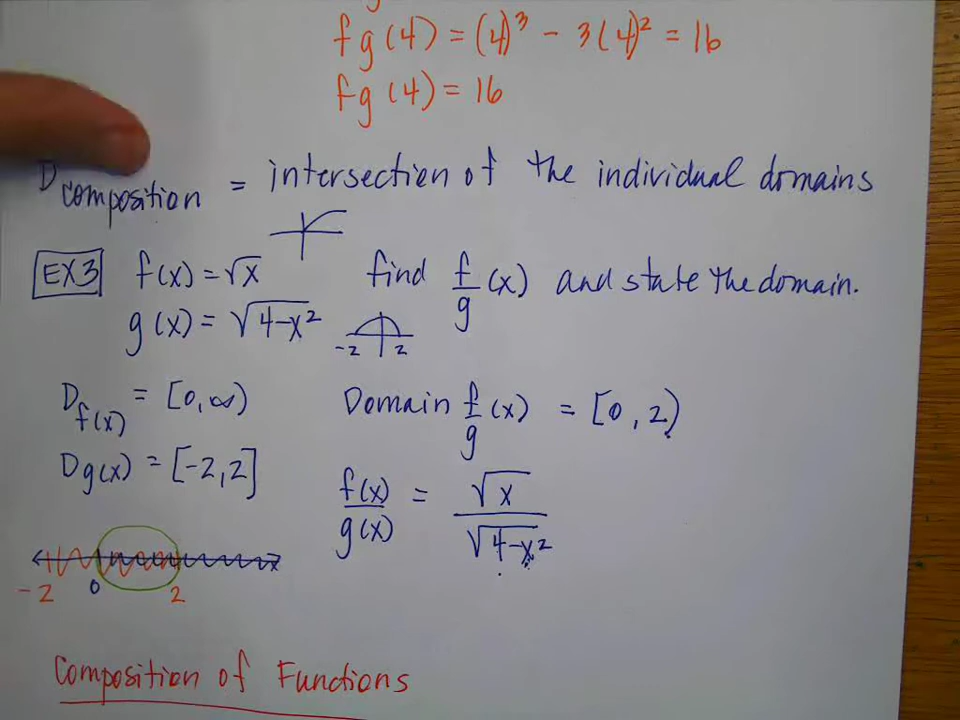 fg(4) = (4)³ - 3(4)² = 16
fg(4) = 16
D composition = intersection of the individual domains
EX3 f(x) = √x find f/g (x) and state the domain.
g(x) = √4-x²
-2 2
D f(x) = [0,∞) Domain f/g (x) = [0,2)
Dg(x) = [-2,2]
f(x)/g(x) = √x / √4-x²
-2 0 2
Composition of Functions